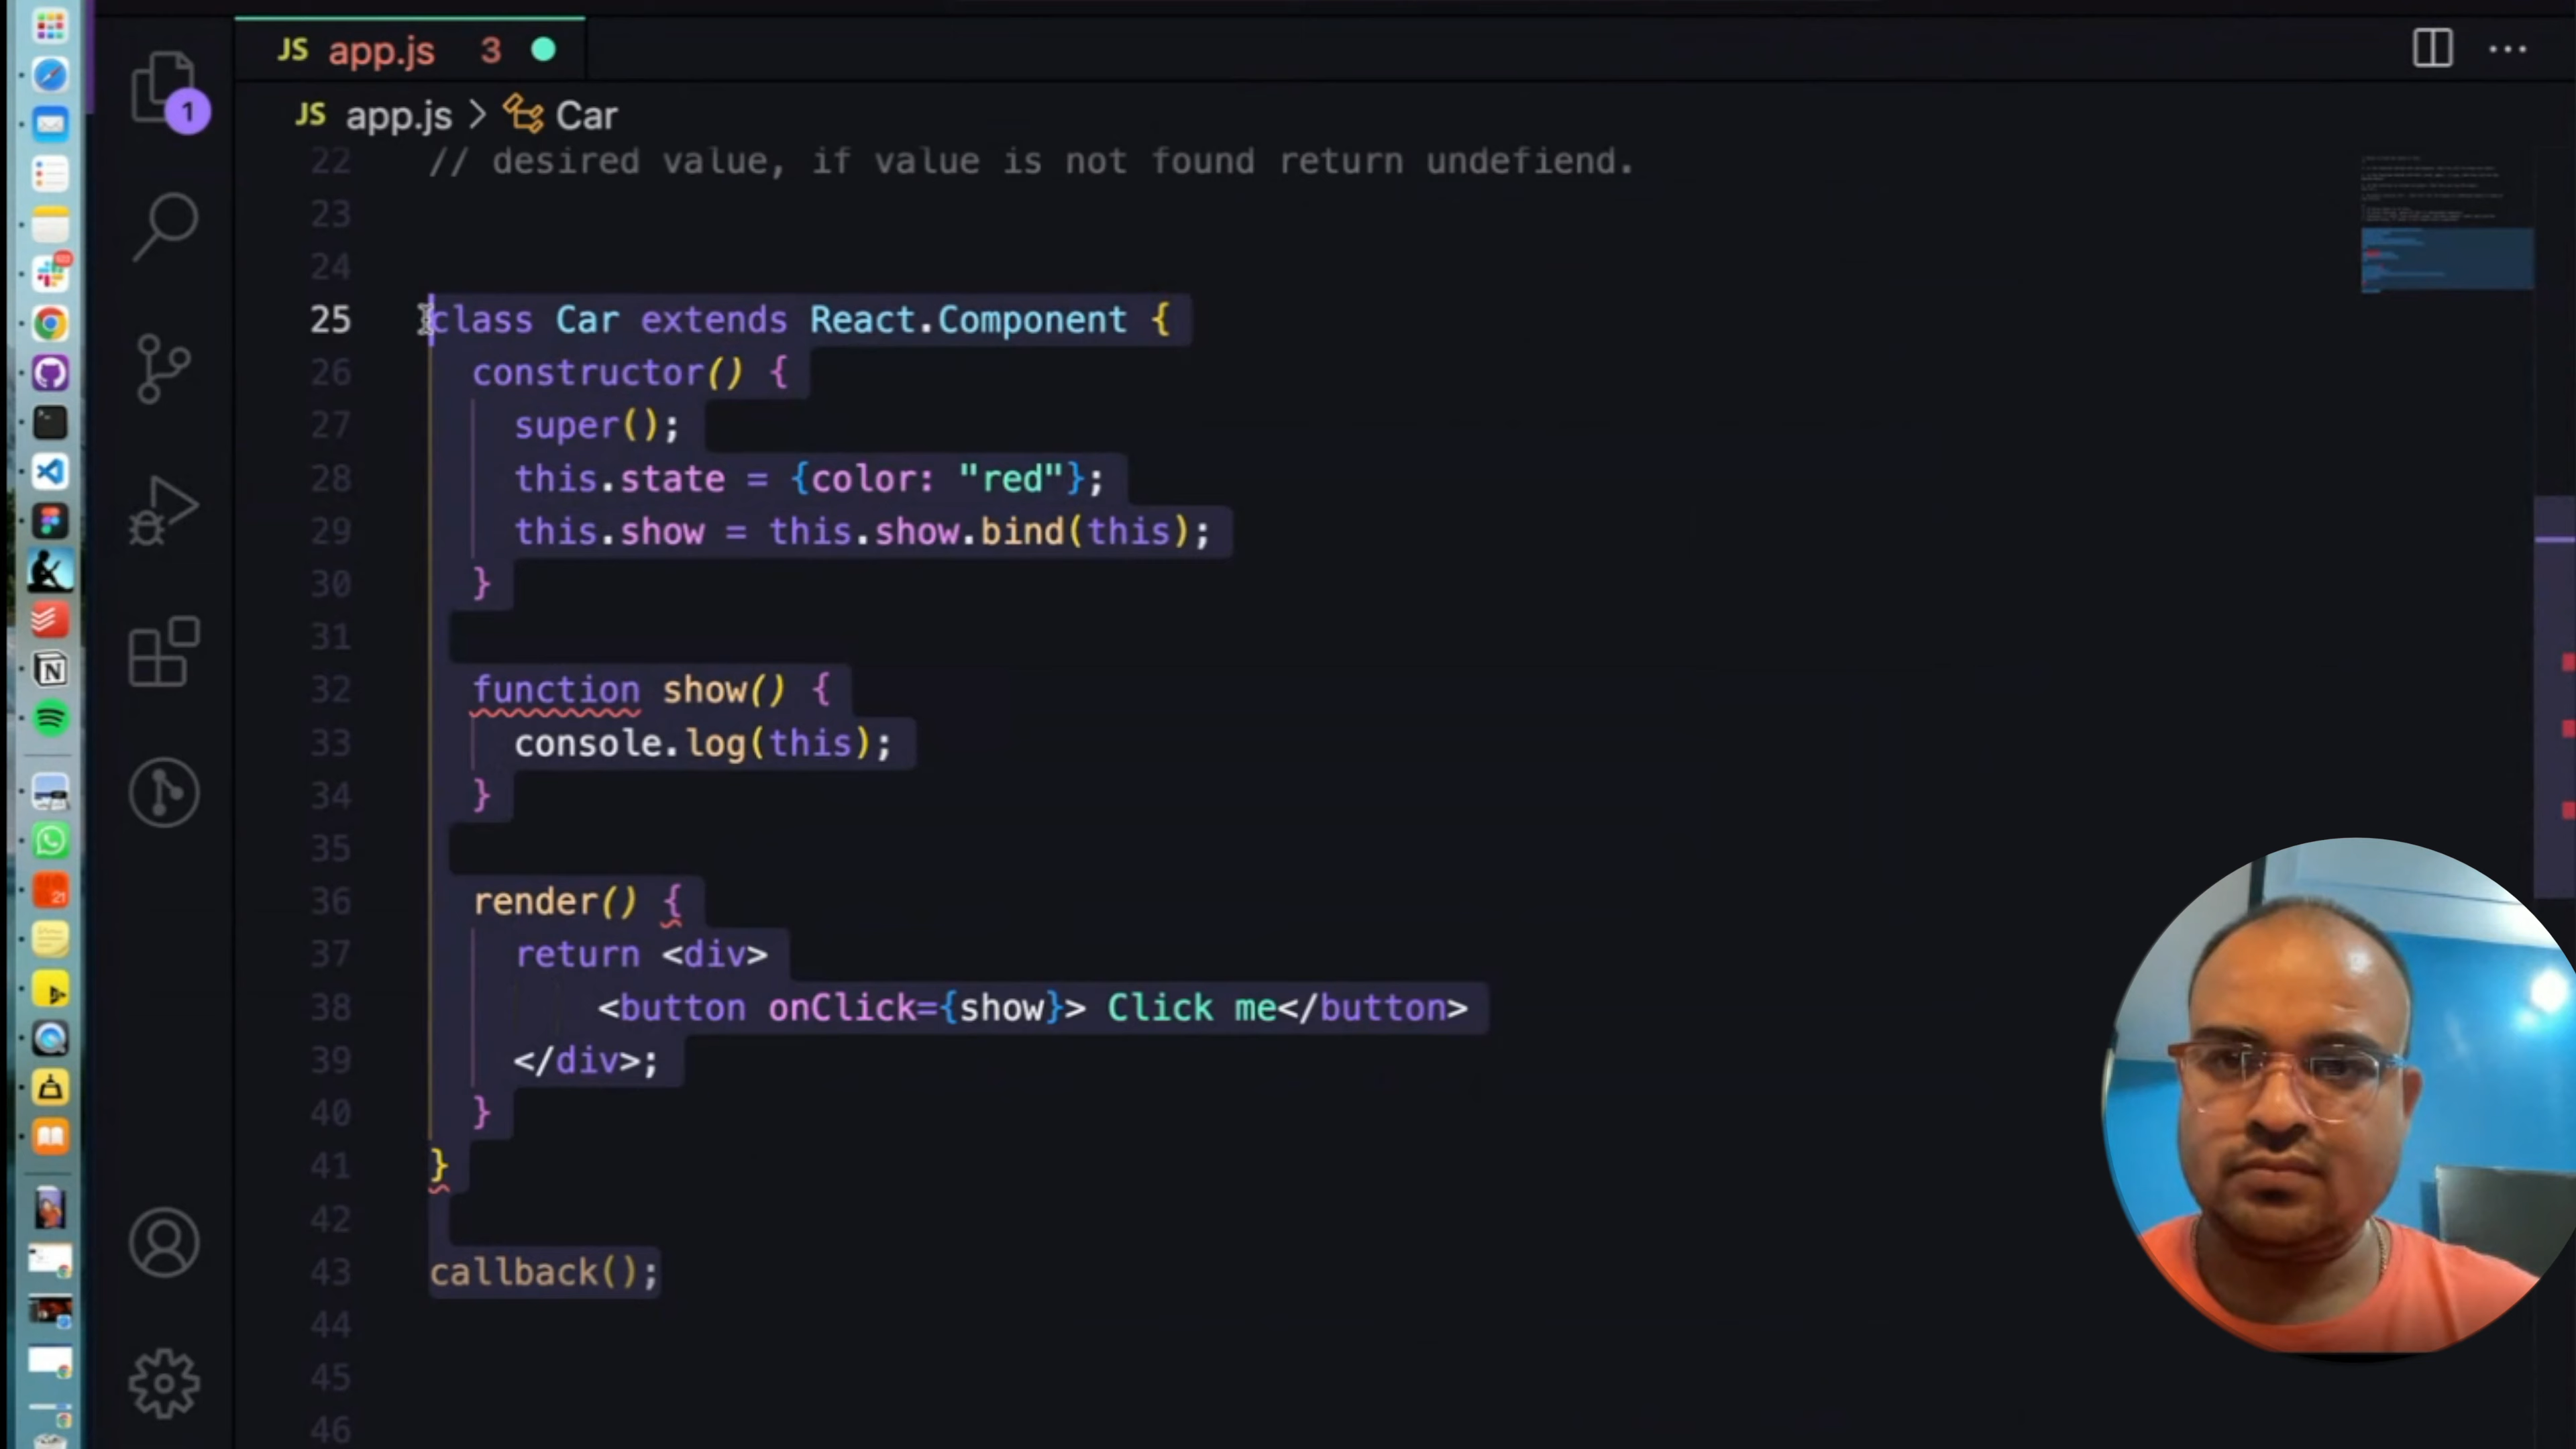 JS app.js 3
1
JS app.js > Car
22 // desired value, if value is not found return undefiend.
23
24
25 class Car extends React.Component {
26 constructor() {
27 super();
28 this.state = {color: "red"};
29 this.show = this.show.bind(this);
30 }
31
32 function show() {
33 console.log(this);
34 }
35
36 render() {
37 return <div>
38 <button onClick={show}> Click me</button>
39 </div>;
40 }
41 }
42
43 callback();
44
45
46